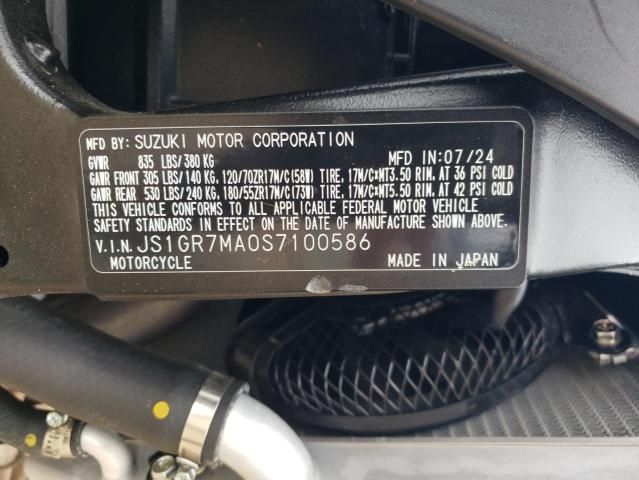 MFD BY: SUZUKI MOTOR CORPORATION
GVWR 835 LBS/380 KG MFD IN:07/24
GAWR FRONT 305 LBS/140 KG, 120/70ZR17M/C(58W) TIRE, 17M/C×MT3.50 RIM, AT 36 PSI COLD
GAWR REAR 530 LBS/240 KG, 180/55ZR17M/C(73W) TIRE, 17M/C×MT5.50 RIM, AT 42 PSI COLD
THIS VEHICLE CONFORMS TO ALL APPLICABLE FEDERAL MOTOR VEHICLE
SAFETY STANDARDS IN EFFECT ON THE DATE OF MANUFACTURE SHOWN ABOVE.
V.I.N. JS1GR7MA0S7100586
MOTORCYCLE MADE IN JAPAN